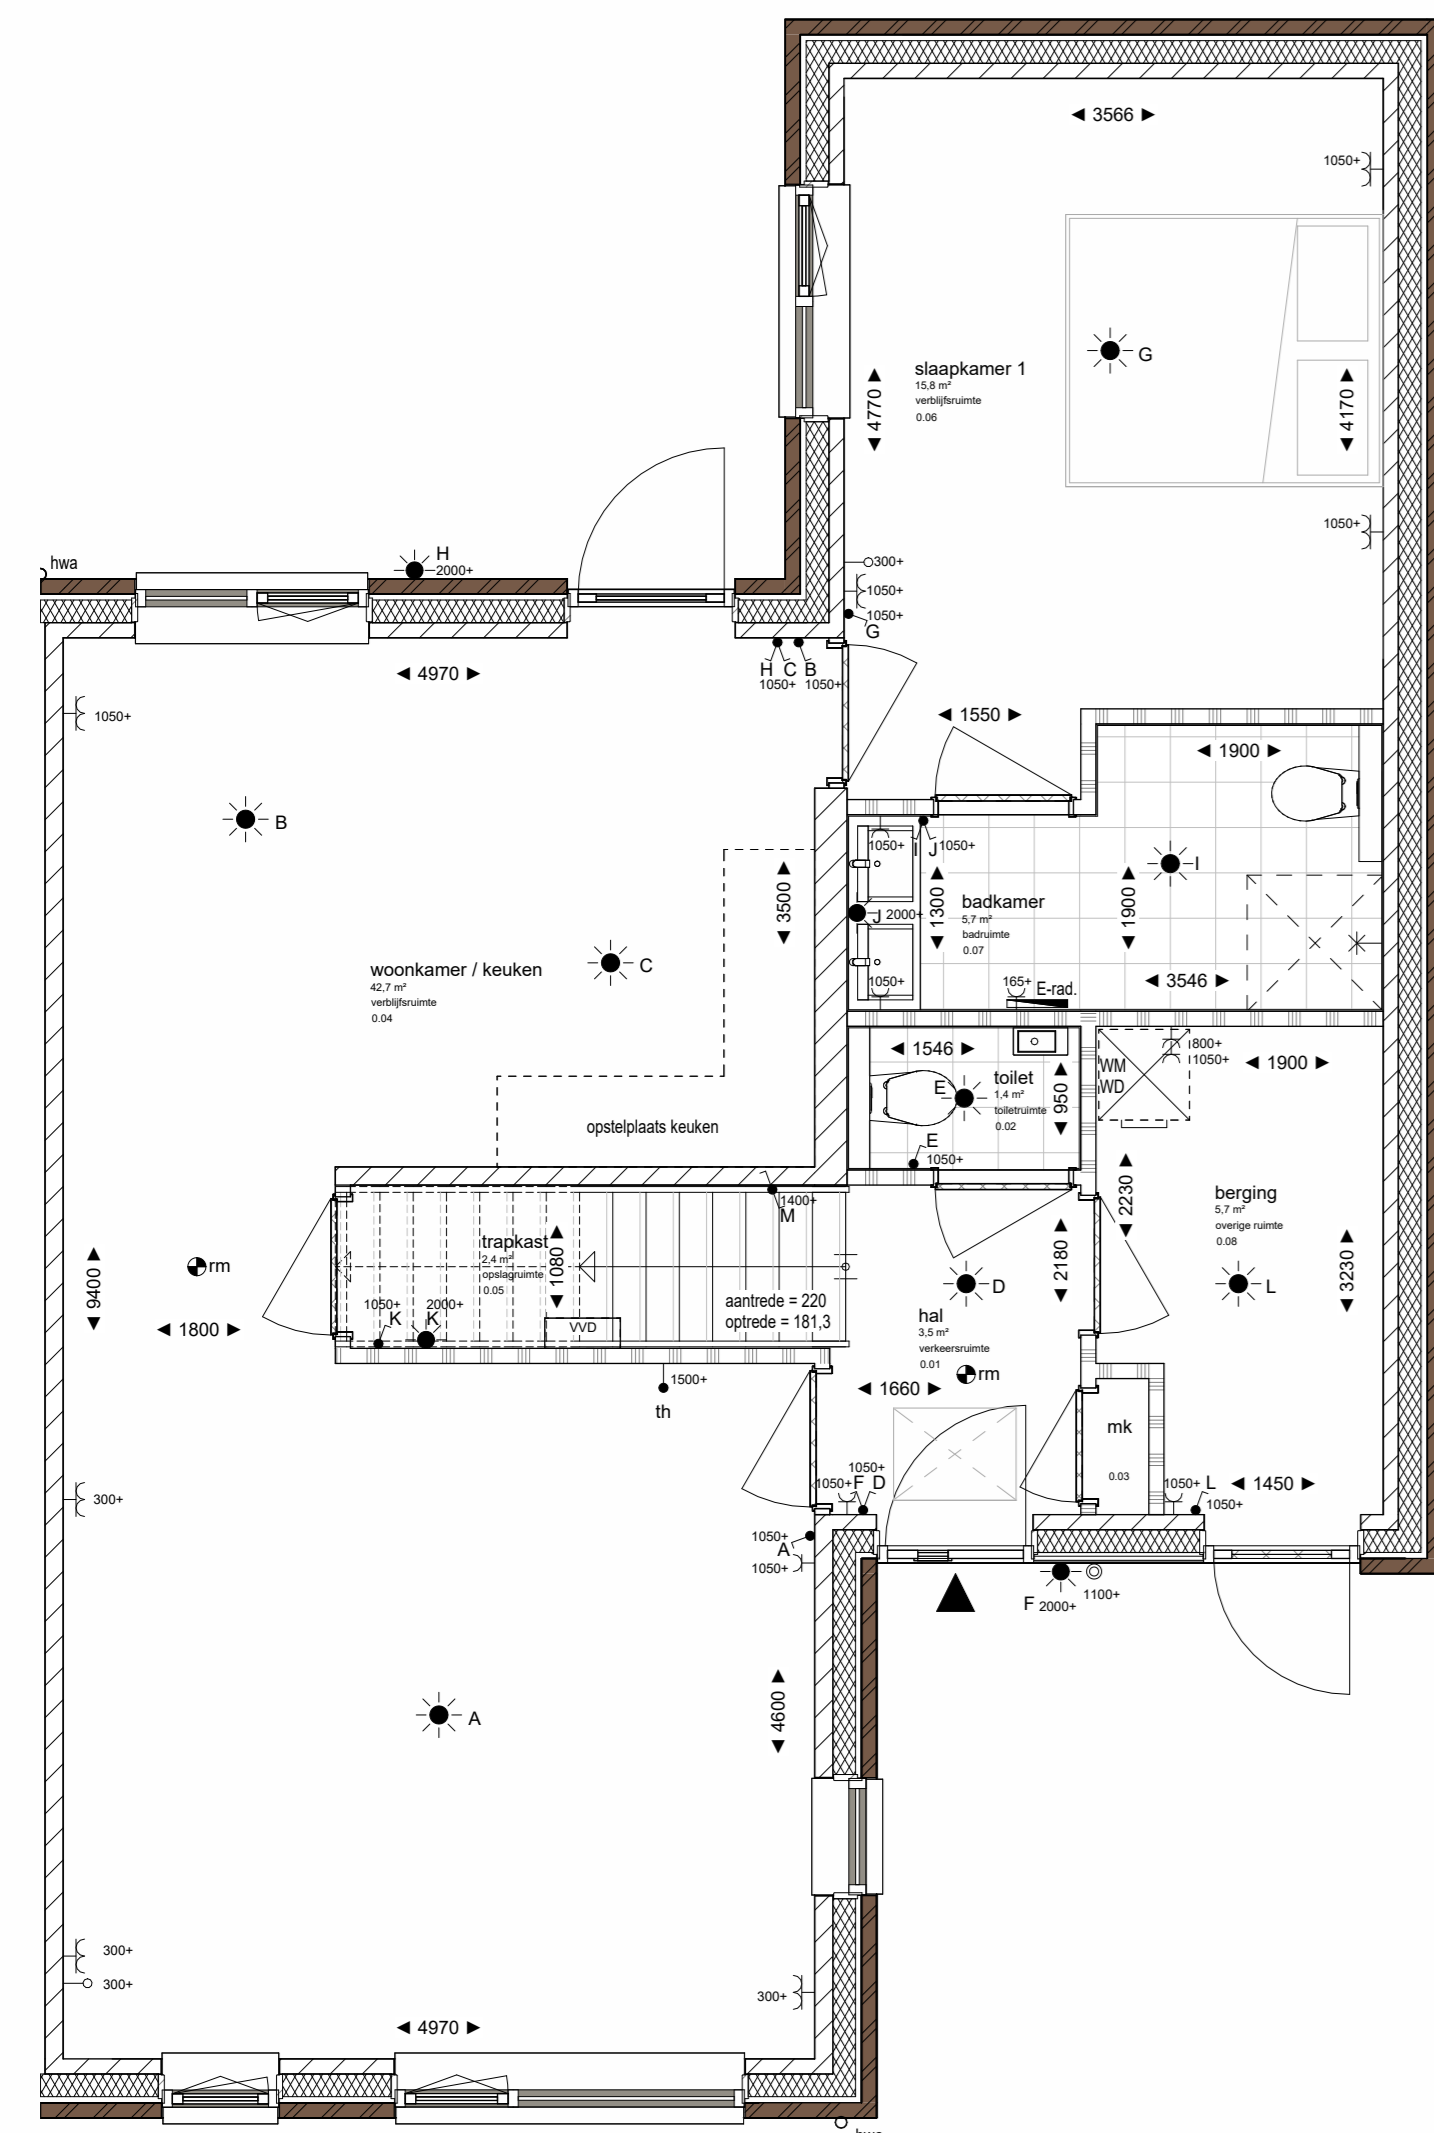 ◄ 3566 ►
1050+
G
slaapkamer 1
15,8 m²
verblijfsruimte
0.06
◄ 4770 ►
◄ 4170 ►
1050+
hwa
H
2000+
300+
1050+
1050+
G
◄ 4970 ►
H C B
1050+ 1050+
1050+
◄ 1550 ►
◄ 1900 ►
B
1050+
I J 1050+
I
◄ 3500 ►
◄ 1300 ►
◄ 1900 ►
badkamer
5,7 m²
badruimte
0.07
J 2000+
C
woonkamer / keuken
42,7 m²
verblijfsruimte
0.04
1050+
165+ E-rad.
◄ 3546 ►
◄ 1546 ►
800+
1050+
◄ 1900 ►
WM
WD
E
toilet
1,4 m²
toiletruimte
0.02
◄ 950 ►
opstelplaats keuken
E
1050+
1400+
M
◄ 2230 ►
berging
5,7 m²
overige ruimte
0.08
trapkast
2,4 m²
opslagruimte
0.05
◄ 1080 ►
◄ 2180 ►
rm
◄ 9400 ►
D
L
◄ 3230 ►
1050+
K
2000+
K
aantrede = 220
optrede = 181,3
VVD
◄ 1800 ►
hal
3,5 m²
verkeersruimte
0.01
rm
1500+
th
◄ 1660 ►
mk
0.03
1050+
1050+ F D
1050+ L
1050+
◄ 1450 ►
300+
1050+
A
1050+
F 2000+
1100+
◄ 4600 ►
A
300+
300+
300+
◄ 4970 ►
hwa